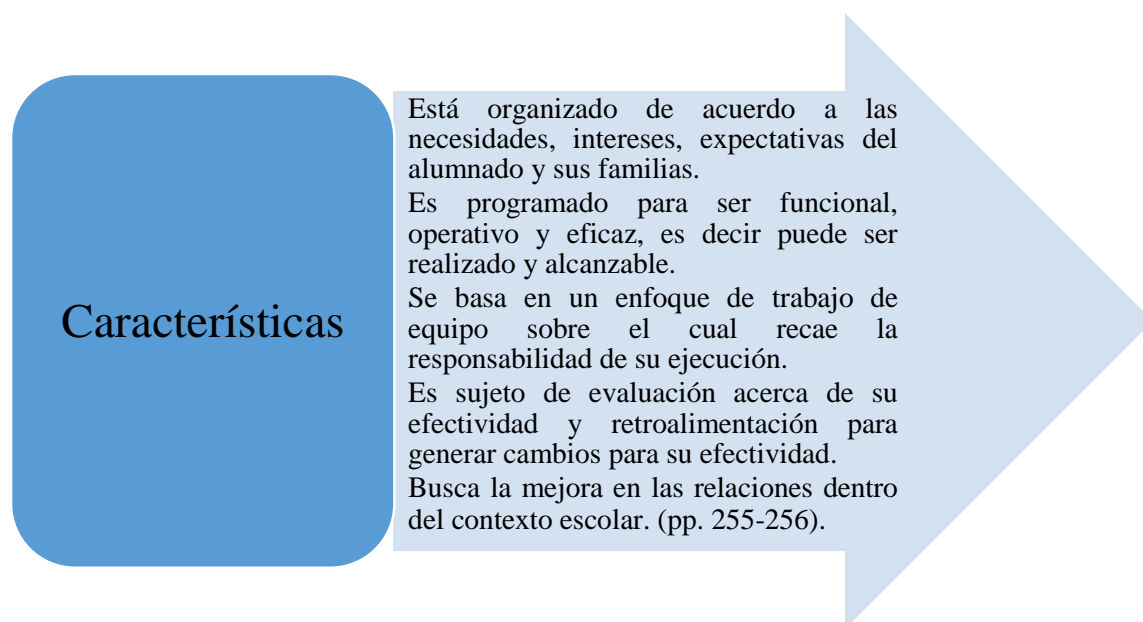 Características
Está organizado de acuerdo a las
necesidades, intereses, expectativas del
alumnado y sus familias.
Es programado para ser funcional,
operativo y eficaz, es decir puede ser
realizado y alcanzable.
Se basa en un enfoque de trabajo de
equipo sobre el cual recae la
responsabilidad de su ejecución.
Es sujeto de evaluación acerca de su
efectividad y retroalimentación para
generar cambios para su efectividad.
Busca la mejora en las relaciones dentro
del contexto escolar. (pp. 255-256).